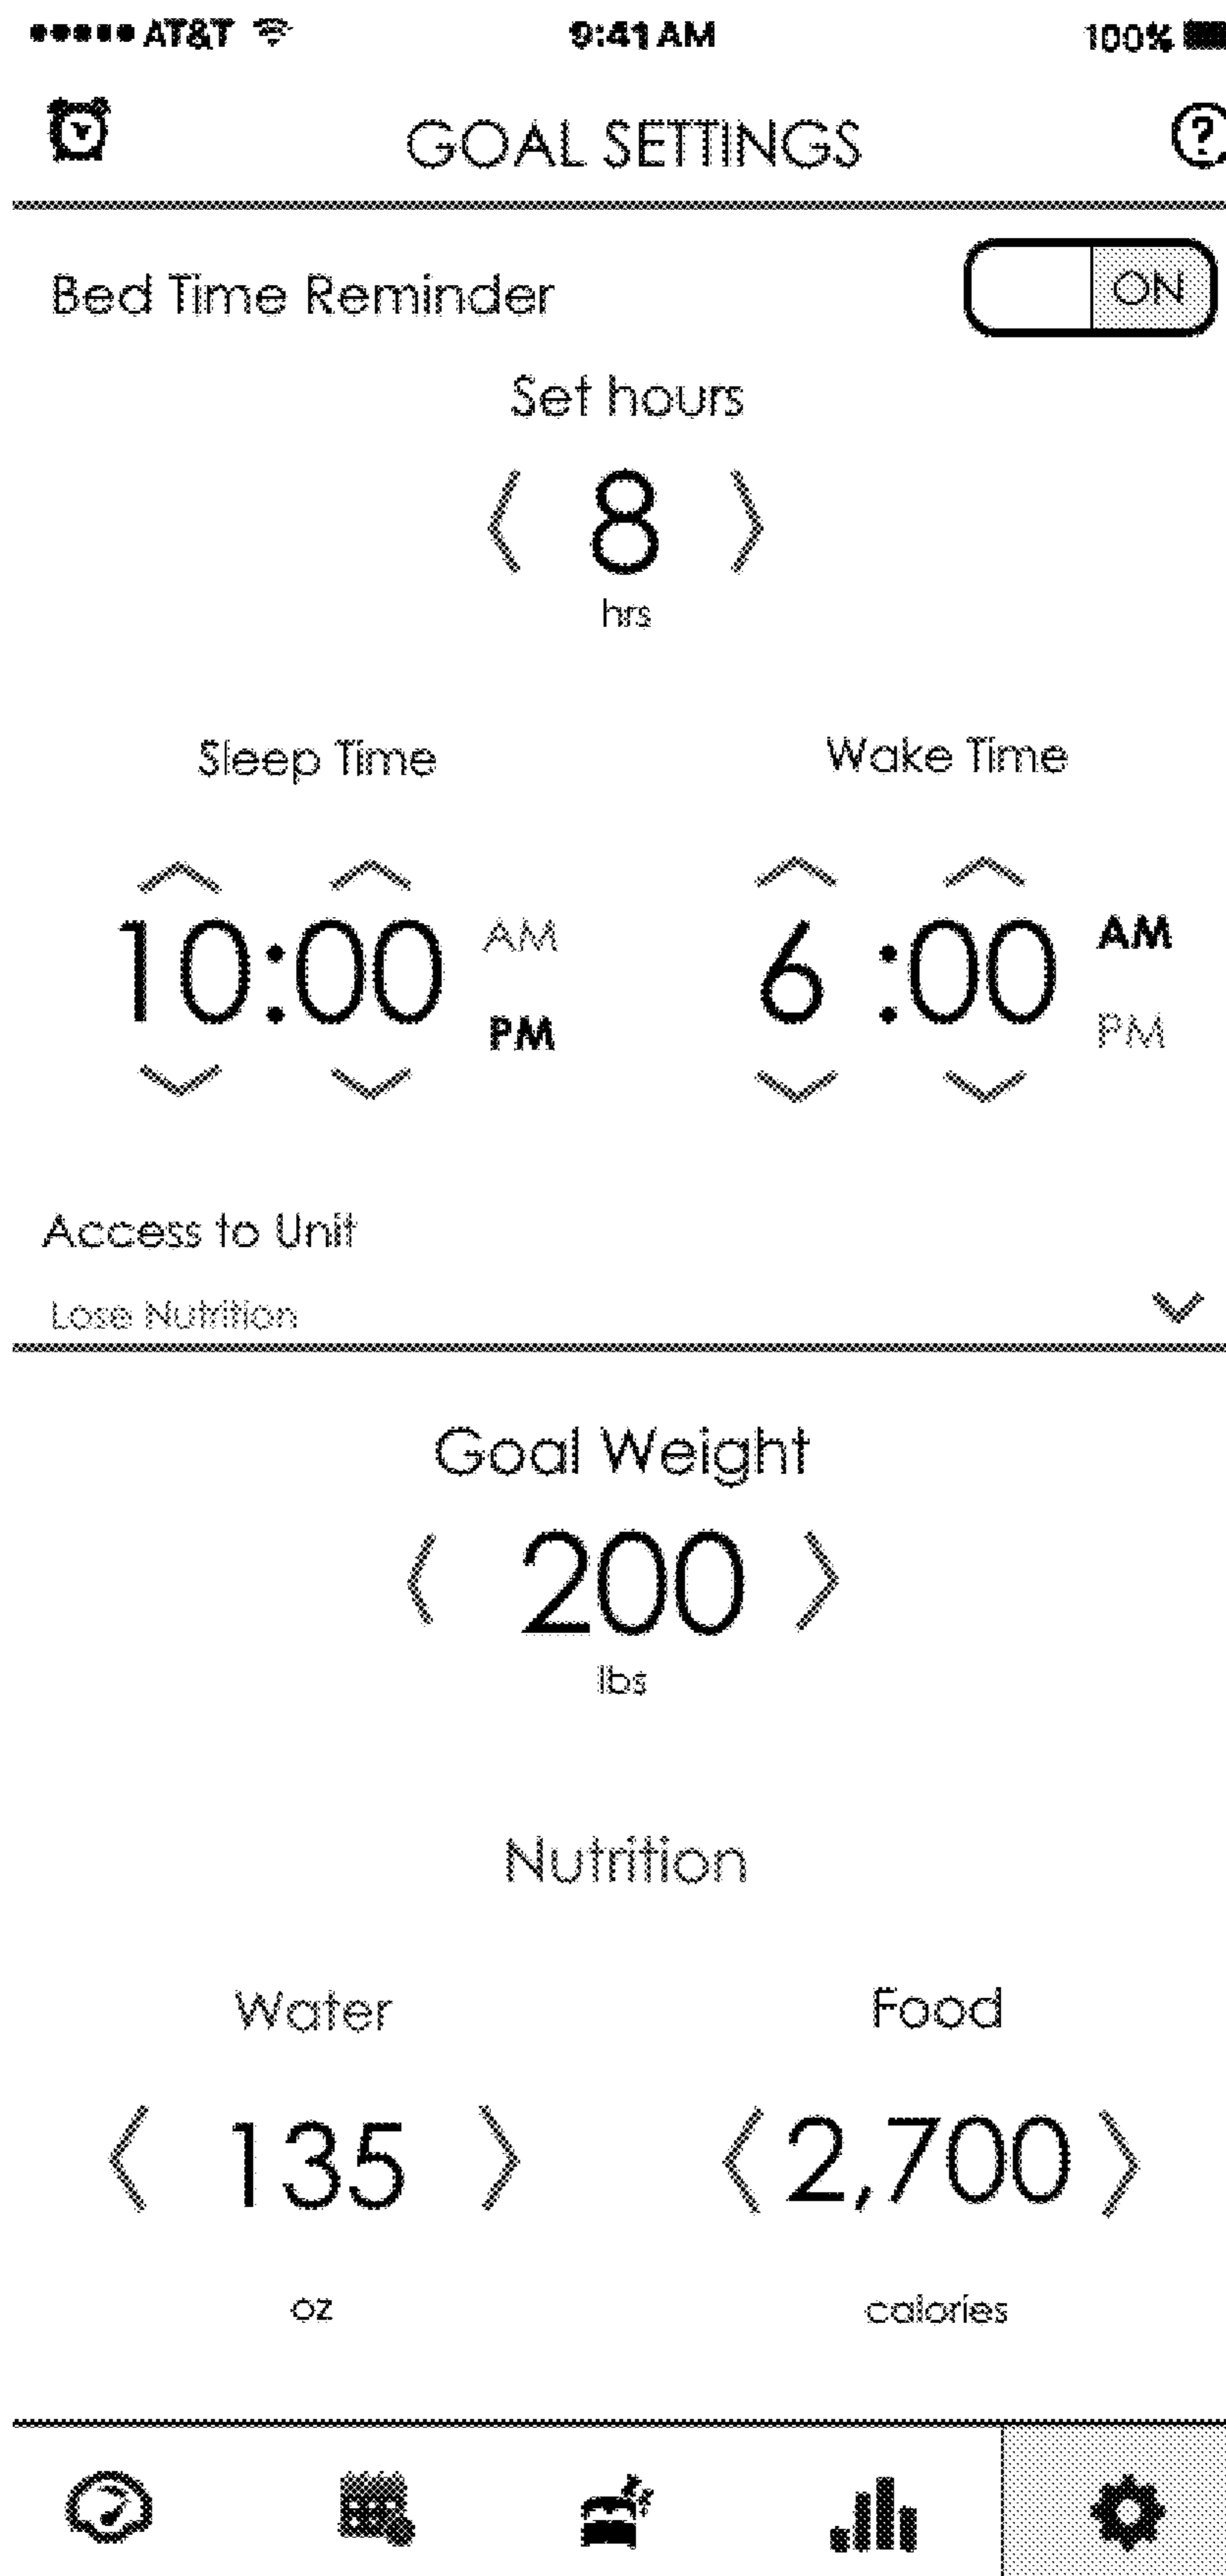 AT&T 9:41 AM 100%
GOAL SETTINGS ?
Bed Time Reminder ON
Set hours
8
hrs
Sleep Time Wake Time
10:00 AM PM 6:00 AM PM
Access to Unit
Lose Nutrition
Goal Weight
200
lbs
Nutrition
Water Food
135 2,700
oz calories